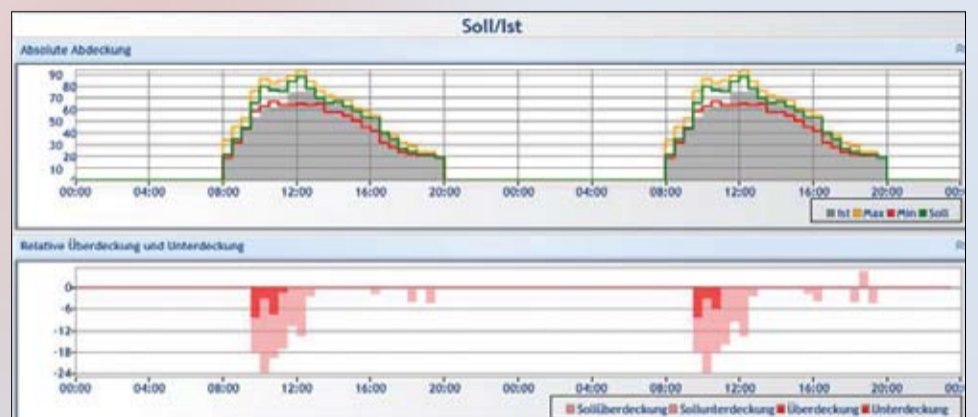 Soll/Ist
Absolute Abdeckung
90
80
70
60
50
40
30
20
10
00:00 04:00 08:00 12:00 16:00 20:00 00:00 04:00 08:00 12:00 16:00 20:00 00:
Ist Max Min Soll
Relative Überdeckung und Unterdeckung
0
-6
-12
-18
-24
00:00 04:00 08:00 12:00 16:00 20:00 00:00 04:00 08:00 12:00 16:00 20:00 00:
Sollüberdeckung Sollunterdeckung Überdeckung Unterdeckung